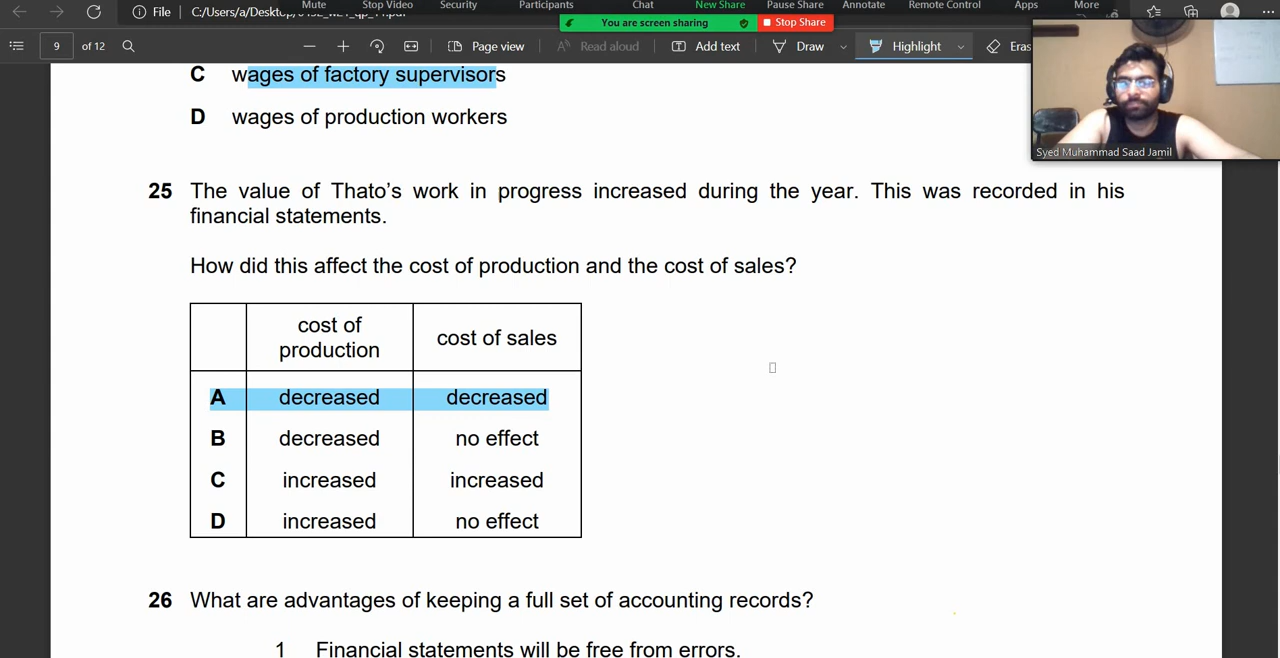 Mute Stop Video Security Participants Chat New Share Pause Share Annotate Remote Control Apps More
File C:/Users/a/Desktop/
You are screen sharing Stop Share
9 of 12 Page view Read aloud Add text Draw Highlight Eras
Syed Muhammad Saad Jamil
C wages of factory supervisors
D wages of production workers
25 The value of Thato's work in progress increased during the year. This was recorded in his
financial statements.
How did this affect the cost of production and the cost of sales?
cost of
production
cost of sales
A decreased decreased
B decreased no effect
C increased increased
D increased no effect
26 What are advantages of keeping a full set of accounting records?
1 Financial statements will be free from errors.